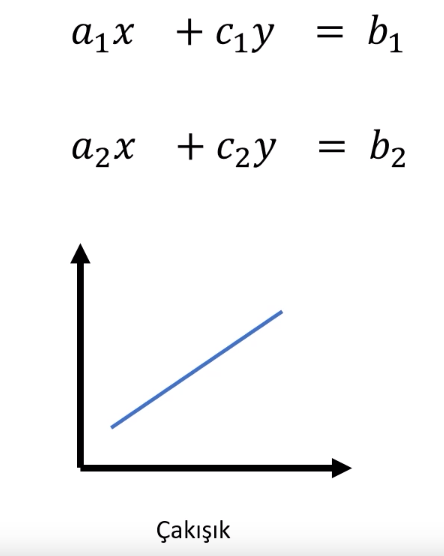 a₁x + c₁y = b₁
a₂x + c₂y = b₂
Çakışık